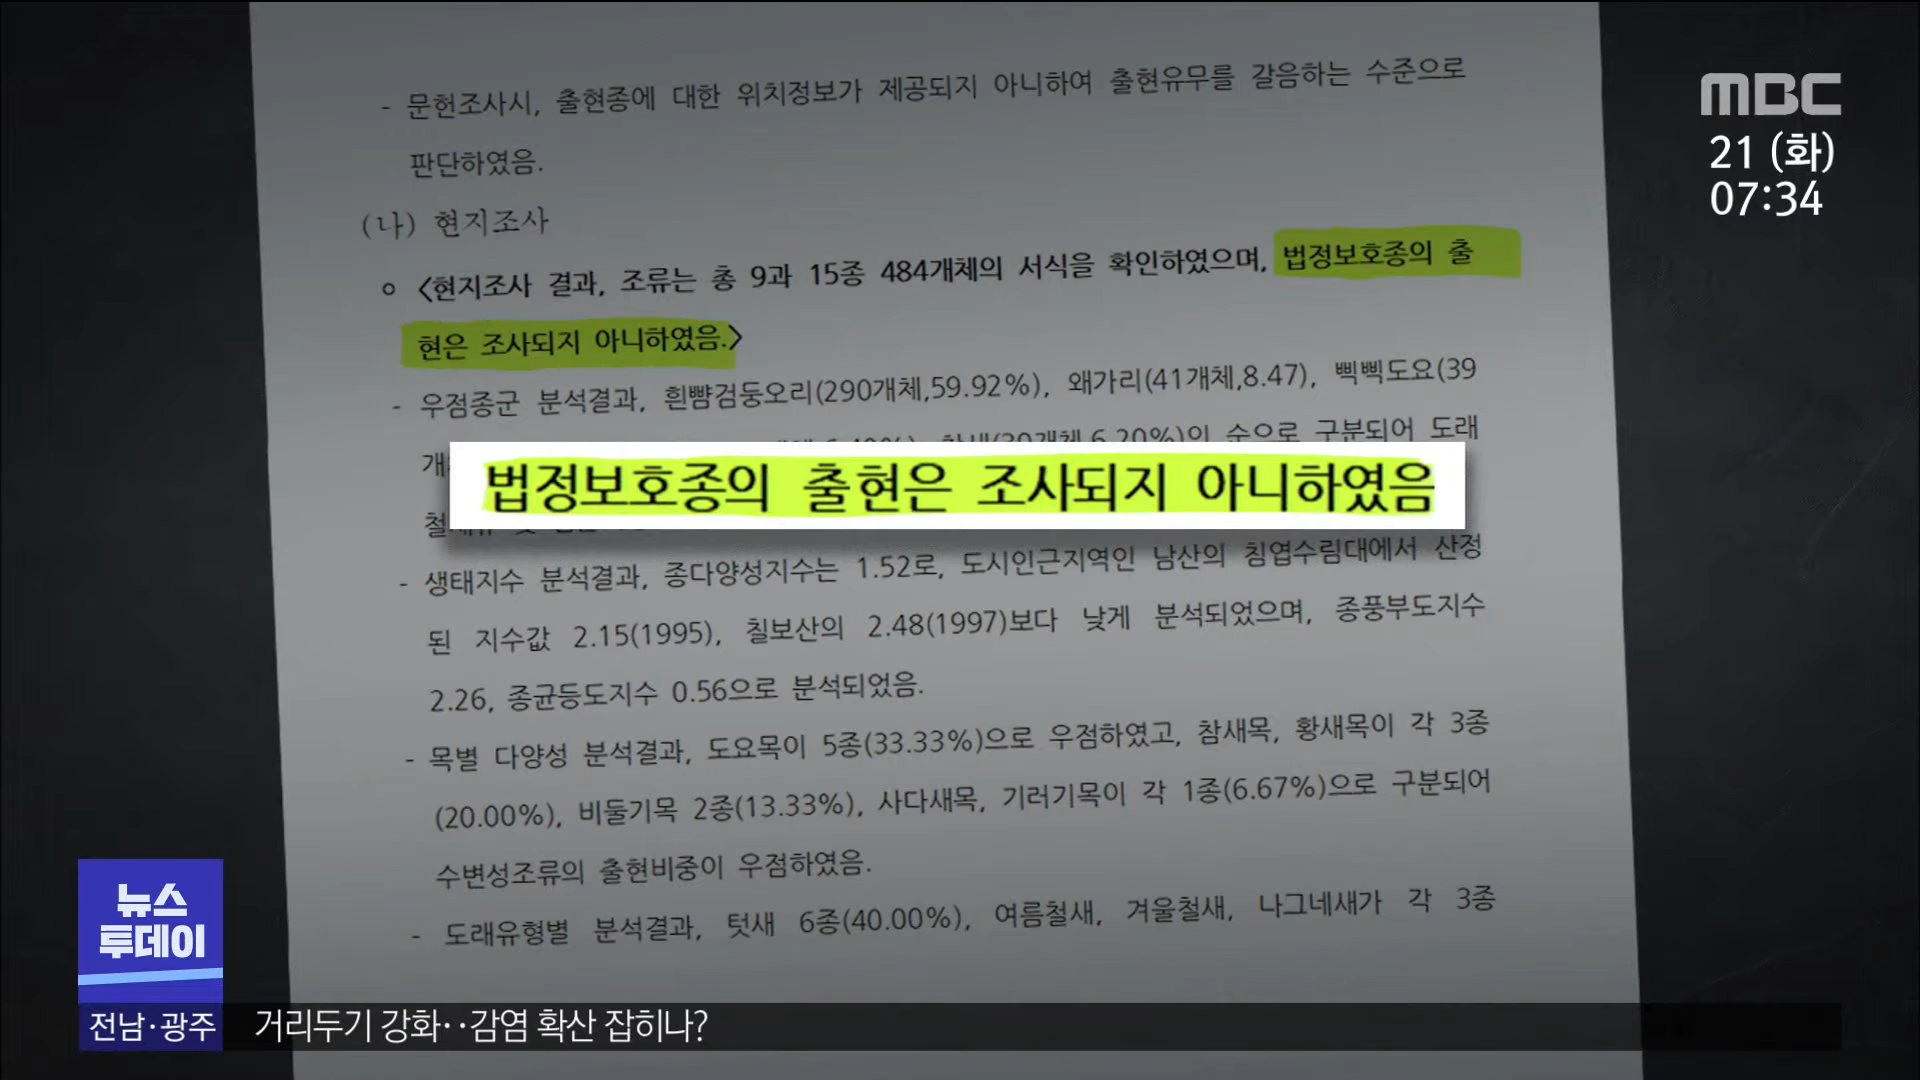 - 문헌조사시, 출현종에 대한 위치정보가 제공되지 아니하여 출현유무를 갈음하는 수준으로
판단하였음.
(나) 현지조사
○ <현지조사 결과, 조류는 총 9과 15종 484개체의 서식을 확인하였으며, 법정보호종의 출
현은 조사되지 아니하였음.>
- 우점종군 분석결과, 흰뺨검둥오리(290개체,59.92%), 왜가리(41개체,8.47), 삑삑도요(39
6.20%)의 순으로 구분되어 도래
법정보호종의 출현은 조사되지 아니하였음
- 생태지수 분석결과, 종다양성지수는 1.52로, 도시인근지역인 남산의 침엽수림대에서 산정
된 지수값 2.15(1995), 칠보산의 2.48(1997)보다 낮게 분석되었으며, 종풍부도지수
2.26, 종균등도지수 0.56으로 분석되었음.
- 목별 다양성 분석결과, 도요목이 5종(33.33%)으로 우점하였고, 참새목, 황새목이 각 3종
(20.00%), 비둘기목 2종(13.33%), 사다새목, 기러기목이 각 1종(6.67%)으로 구분되어
수변성조류의 출현비중이 우점하였음.
- 도래유형별 분석결과, 텃새 6종(40.00%), 여름철새, 겨울철새, 나그네새가 각 3종
MBC
21 (화)
07:34
뉴스
투데이
전남·광주 거리두기 강화‥감염 확산 잡히나?